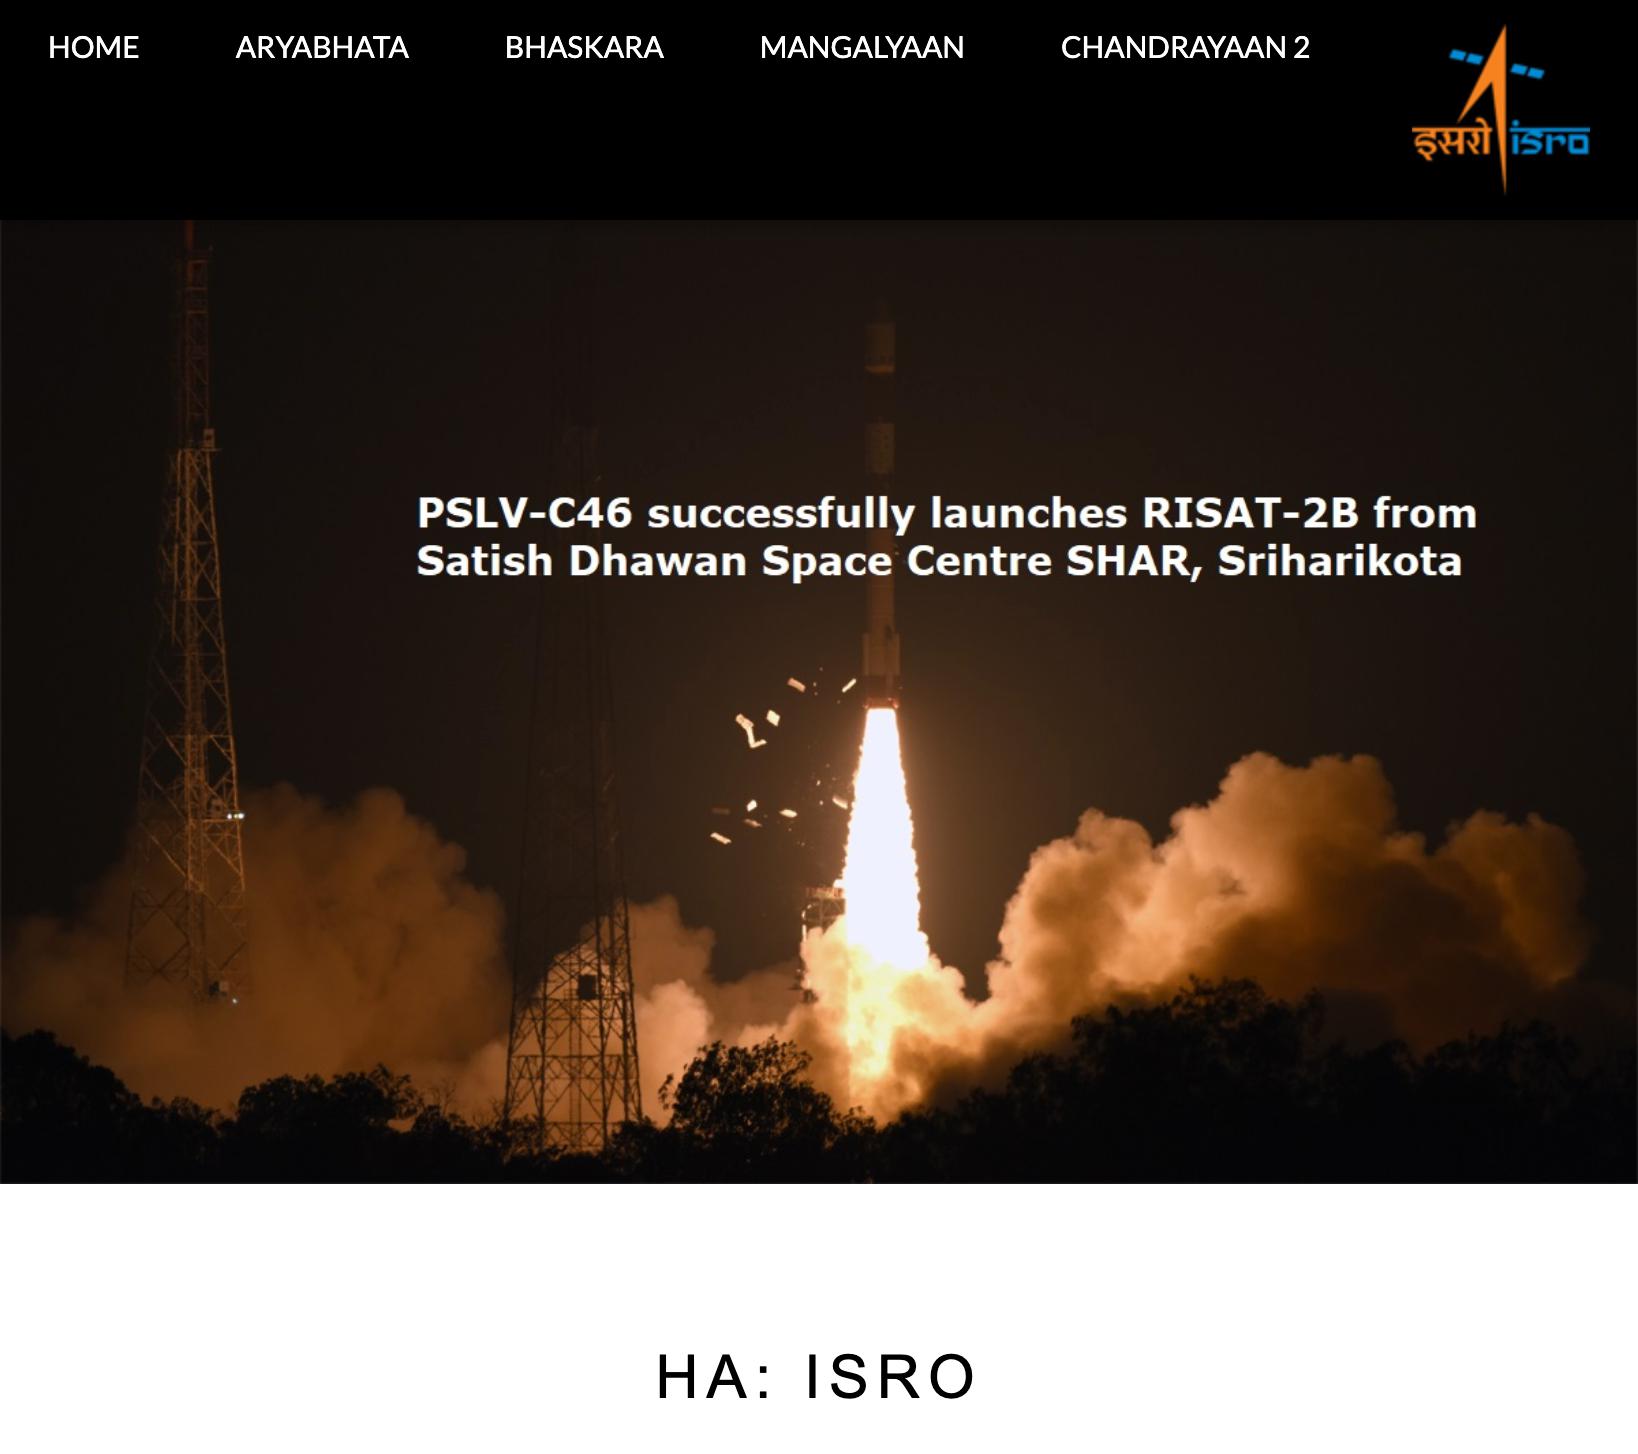 HOME ARYABHATA BHASKARA MANGALYAAN CHANDRAYAAN 2
इसरो isro
PSLV-C46 successfully launches RISAT-2B from
Satish Dhawan Space Centre SHAR, Sriharikota
HA: ISRO